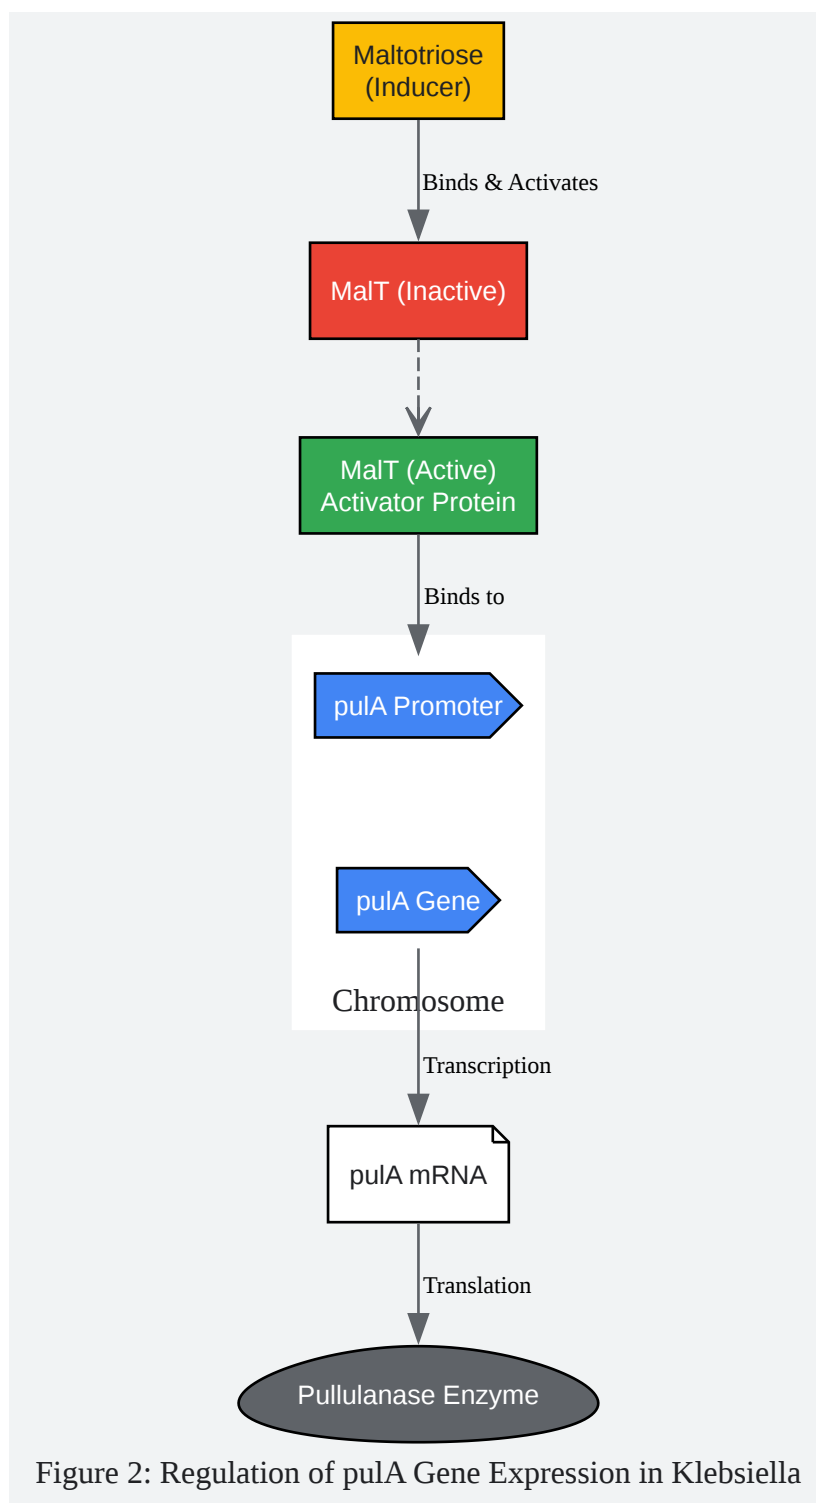 Maltotriose
(Inducer)
Binds & Activates
MalT (Inactive)
MalT (Active)
Activator Protein
Binds to
pulA Promoter
pulA Gene
Chromosome
Transcription
pulA mRNA
Translation
Pullulanase Enzyme
Figure 2: Regulation of pulA Gene Expression in Klebsiella